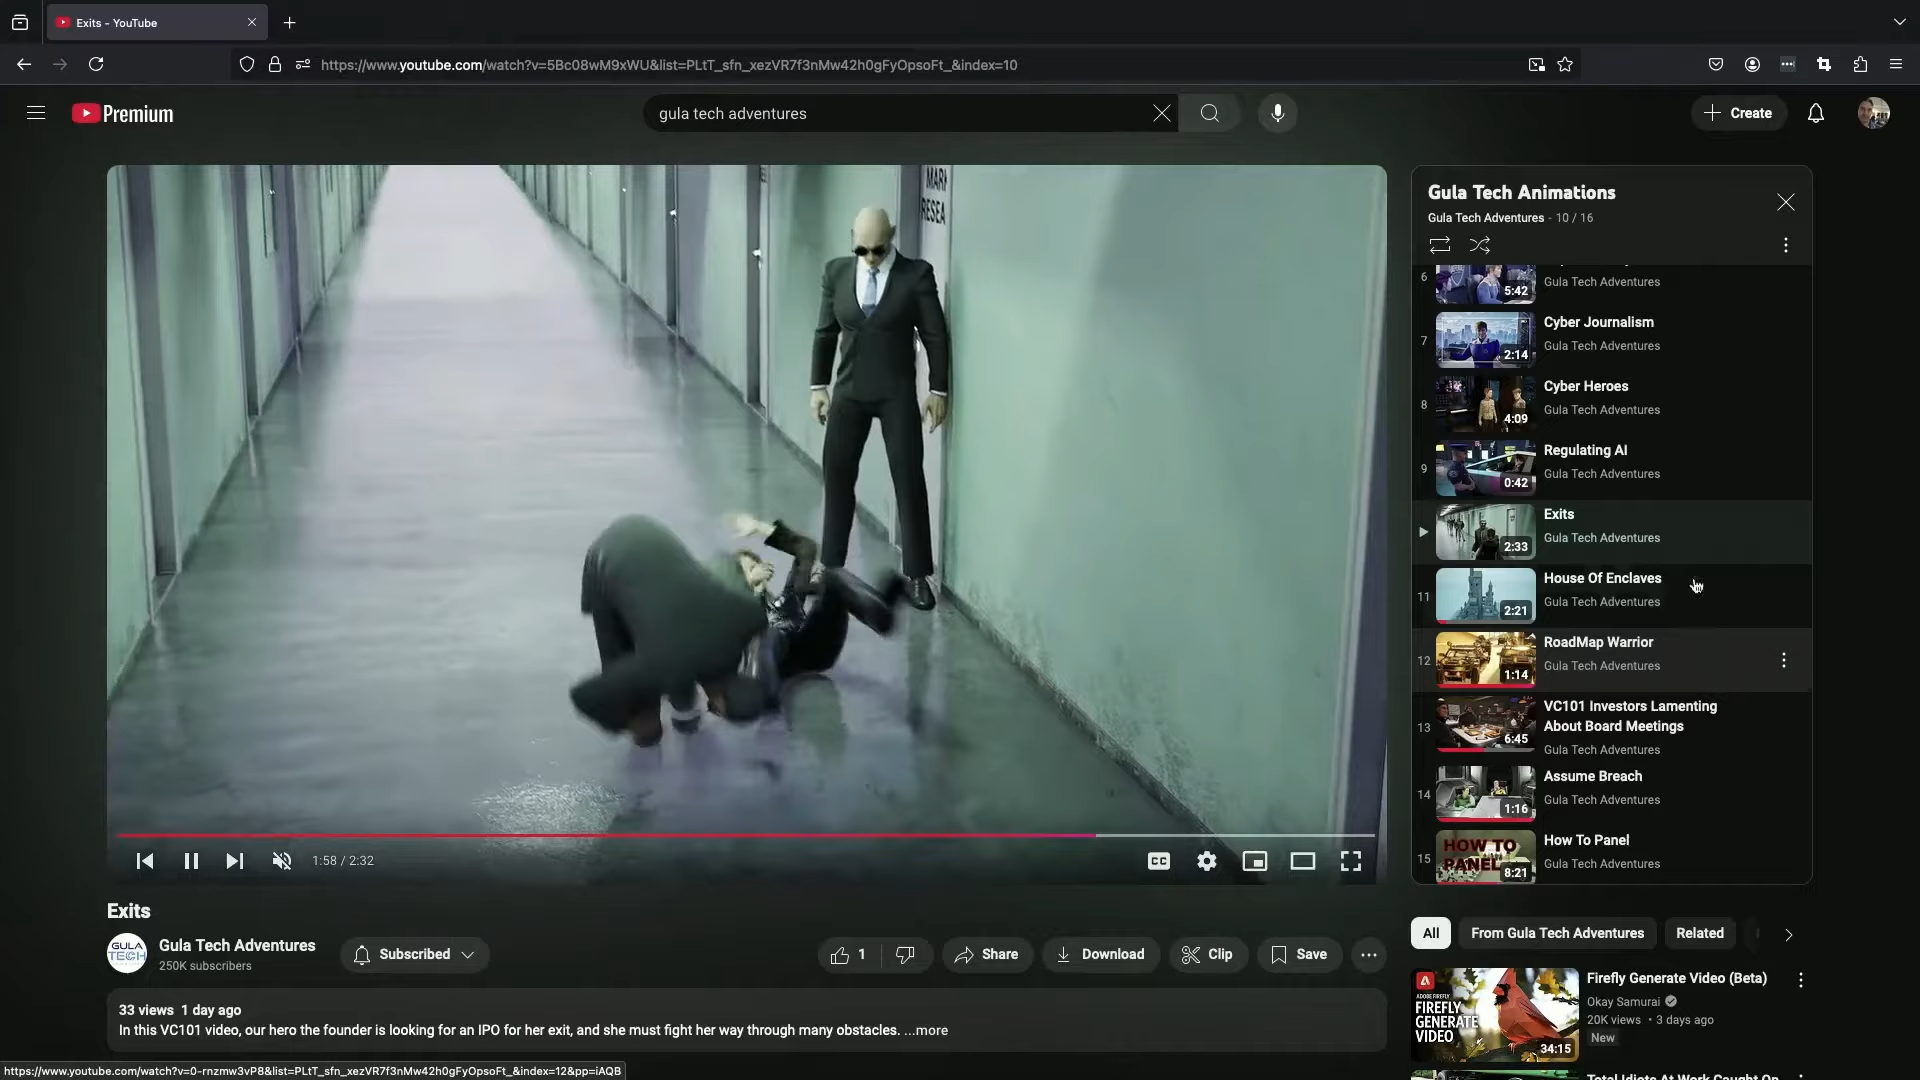 Exits - YouTube
https://www.youtube.com/watch?v=5Bc08wM9xWU&list=PLtT_sfn_xezVR7f3nMw42h0gFyOpsoFt_&index=10
Premium
gula tech adventures
Create
MARK
RESEA
1:58 / 2:32
CC
Exits
GULA
TECH
Gula Tech Adventures
250K subscribers
Subscribed
1
Share
Download
Clip
Save
33 views 1 day ago
In this VC101 video, our hero the founder is looking for an IPO for her exit, and she must fight her way through many obstacles. ...more
Gula Tech Animations
Gula Tech Adventures - 10 / 16
6
5:42
Gula Tech Adventures
7
2:14
Cyber Journalism
Gula Tech Adventures
8
4:09
Cyber Heroes
Gula Tech Adventures
9
0:42
Regulating AI
Gula Tech Adventures
2:33
Exits
Gula Tech Adventures
11
2:21
House Of Enclaves
Gula Tech Adventures
12
1:14
RoadMap Warrior
Gula Tech Adventures
13
6:45
VC101 Investors Lamenting
About Board Meetings
Gula Tech Adventures
14
1:16
Assume Breach
Gula Tech Adventures
15
HOW TO
PANEL
8:21
How To Panel
Gula Tech Adventures
All
From Gula Tech Adventures
Related
ADOBE FIREFLY
FIREFLY
GENERATE
VIDEO
34:15
Firefly Generate Video (Beta)
Okay Samurai
20K views • 3 days ago
New
Total Idiots At Work Caught On
https://www.youtube.com/watch?v=0-rnzmw3vP8&list=PLtT_sfn_xezVR7f3nMw42h0gFyOpsoFt_&index=12&pp=iAQB